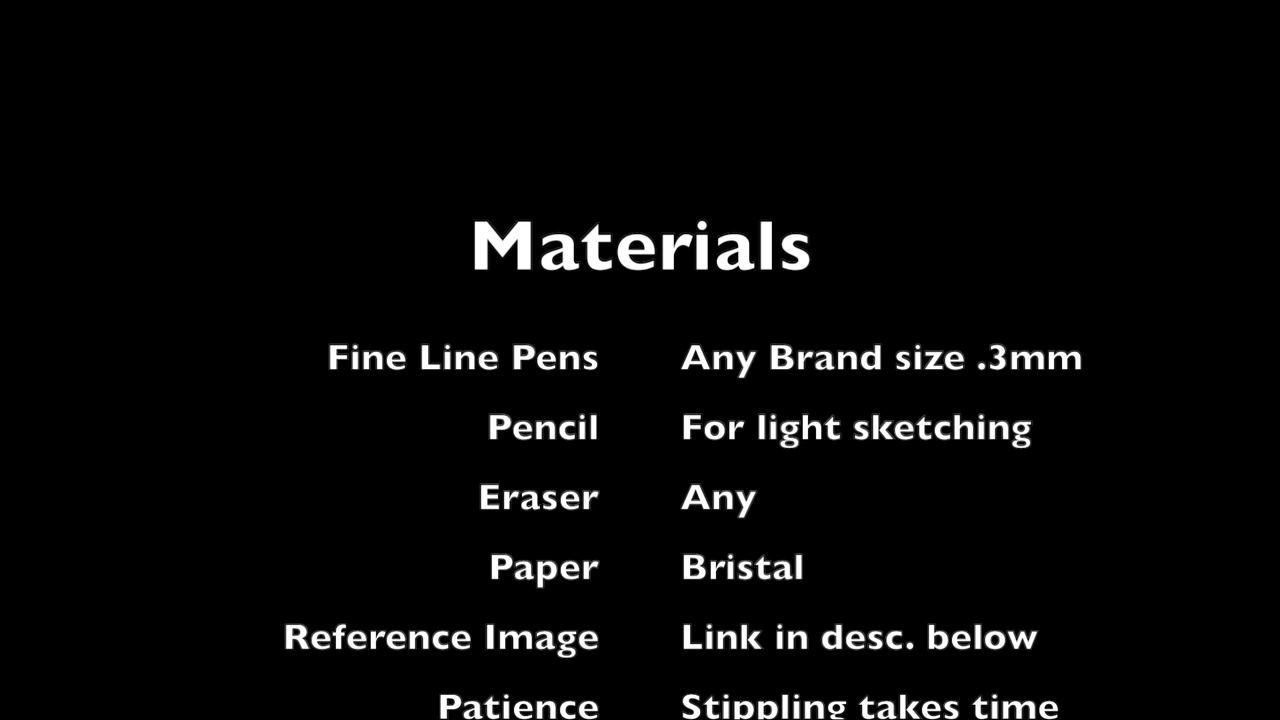 Materials
Fine Line Pens Any Brand size .3mm
Pencil For light sketching
Eraser Any
Paper Bristal
Reference Image Link in desc. below
Patience Stippling takes time